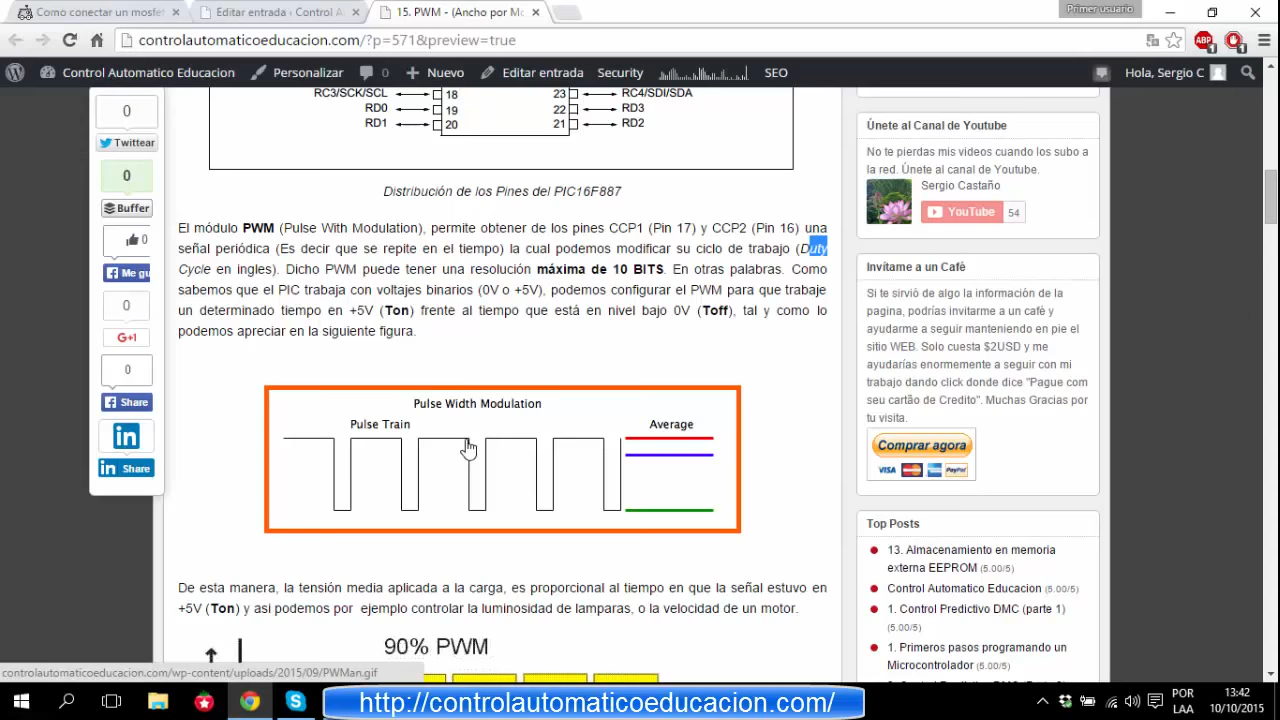 Como conectar un mosfet
Editar entrada ‹ Control A
15. PWM - (Ancho por Mo
Primer usuario
controlautomaticoeducacion.com/?p=571&preview=true
ABP
1
1
Control Automatico Educacion
Personalizar
0
Nuevo
Editar entrada
Security
SEO
Hola, Sergio C
RC3/SCK/SCL
18
23
RC4/SDI/SDA
RD0
19
22
RD3
RD1
20
21
RD2
Distribución de los Pines del PIC16F887
El módulo PWM (Pulse With Modulation), permite obtener de los pines CCP1 (Pin 17) y CCP2 (Pin 16) una
señal periódica (Es decir que se repite en el tiempo) la cual podemos modificar su ciclo de trabajo (Duty
Cycle en ingles). Dicho PWM puede tener una resolución máxima de 10 BITS. En otras palabras. Como
sabemos que el PIC trabaja con voltajes binarios (0V o +5V), podemos configurar el PWM para que trabaje
un determinado tiempo en +5V (Ton) frente al tiempo que está en nivel bajo 0V (Toff), tal y como lo
podemos apreciar en la siguiente figura.
Pulse Width Modulation
Pulse Train
Average
De esta manera, la tensión media aplicada a la carga, es proporcional al tiempo en que la señal estuvo en
+5V (Ton) y asi podemos por ejemplo controlar la luminosidad de lamparas, o la velocidad de un motor.
90% PWM
0
Twittear
0
Buffer
0
Me gu
0
G+1
0
Share
in
in Share
Únete al Canal de Youtube
No te pierdas mis videos cuando los subo a
la red. Únete al canal de Youtube.
Sergio Castaño
YouTube
54
Invítame a un Café
Si te sirvió de algo la información de la
pagina, podrías invitarme a un café y
ayudarme a seguir manteniendo en pie el
sitio WEB. Solo cuesta $2USD y me
ayudarías enormemente a seguir con mi
trabajo dando click donde dice "Pague com
seu cartão de Credito". Muchas Gracias por
tu visita.
Comprar agora
VISA
PayPal
Top Posts
13. Almacenamiento en memoria
externa EEPROM (5.00/5)
Control Automatico Educacion (5.00/5)
1. Control Predictivo DMC (parte 1)
(5.00/5)
1. Primeros pasos programando un
Microcontrolador (5.00/5)
controlautomaticoeducacion.com/wp-content/uploads/2015/09/PWMan.gif
http://controlautomaticoeducacion.com/
POR
LAA
13:42
10/10/2015